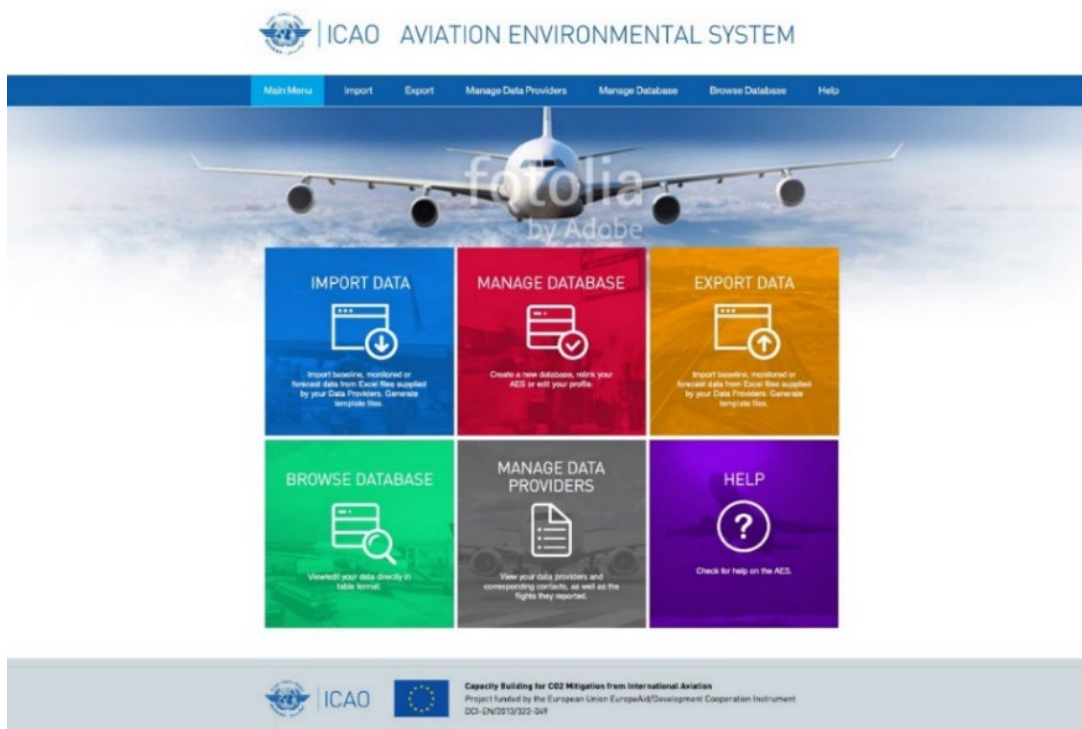 ICAO AVIATION ENVIRONMENTAL SYSTEM
Main Menu Import Export Manage Data Providers Manage Database Browse Database Help
fotolia
by Adobe
IMPORT DATA
Import baseline, monitored or
forecast data from Excel files supplied
by your Data Providers. Generate
template files.
MANAGE DATABASE
Create a new database, relink your
AES or edit your profile.
EXPORT DATA
Import baseline, monitored or
forecast data from Excel files supplied
by your Data Providers. Generate
template files.
BROWSE DATABASE
View/edit your data directly in
table format.
MANAGE DATA
PROVIDERS
View your data providers and
corresponding contacts, as well as the
flights they reported.
HELP
?
Check for help on the AES.
ICAO
Capacity Building for CO2 Mitigation from International Aviation
Project funded by the European Union EuropeAid/Development Cooperation Instrument
DCI-EN/2013/322-049